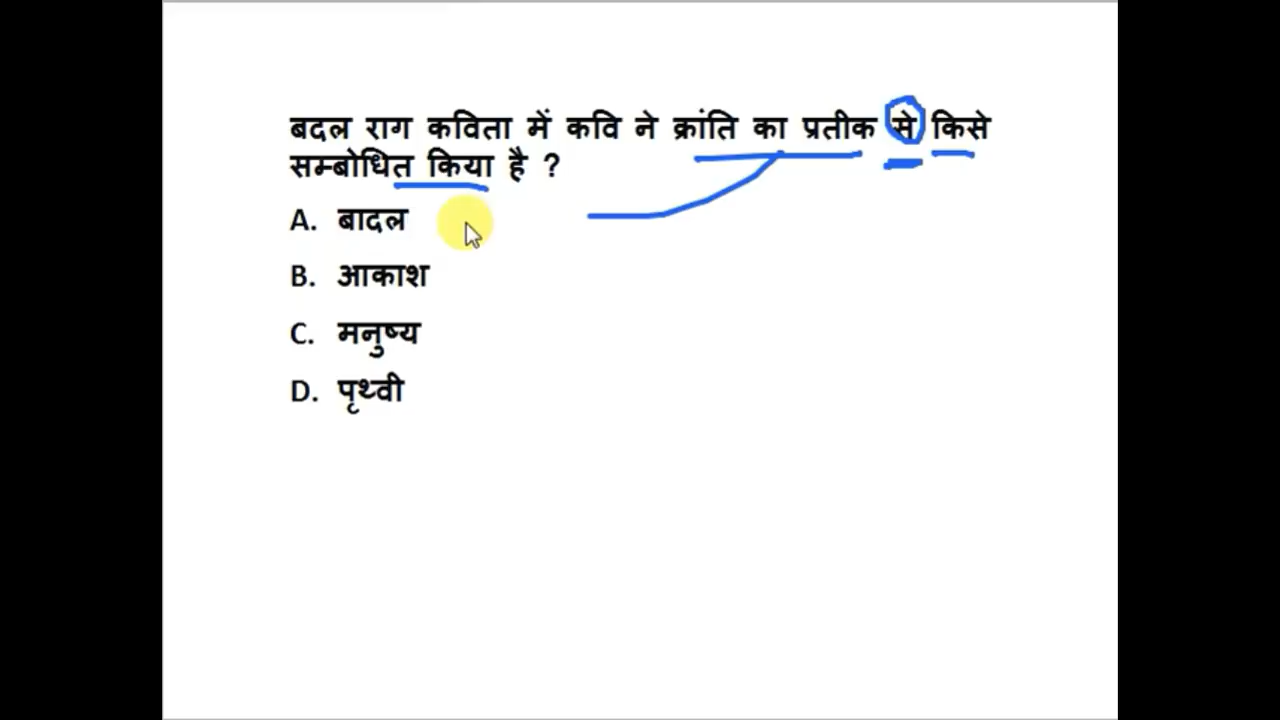 बदल राग कविता में कवि ने क्रांति का प्रतीक से किसे
सम्बोधित किया है ?
A. बादल
B. आकाश
C. मनुष्य
D. पृथ्वी